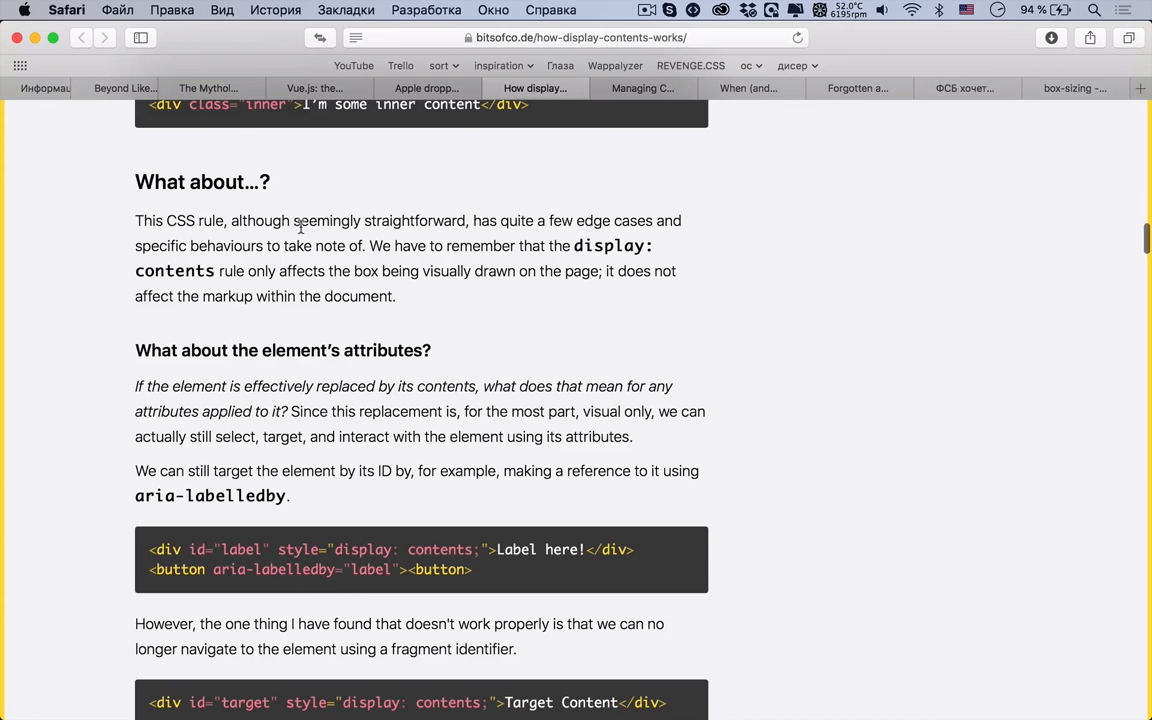 Safari Файл Правка Вид История Закладки Разработка Окно Справка 52.0°C 6195rpm 94 %
bitsofco.de/how-display-contents-works/
YouTube Trello sort inspiration Глаза Wappalyzer REVENGE.CSS ос дисер
Информац Beyond Like... The Mythol... Vue.js: the... Apple dropp... How display... Managing C... When (and... Forgotten a... ФСБ хочет... box-sizing -...
<div class="inner">I’m some inner content</div>
What about…?
This CSS rule, although seemingly straightforward, has quite a few edge cases and
specific behaviours to take note of. We have to remember that the display:
contents rule only affects the box being visually drawn on the page; it does not
affect the markup within the document.
What about the element’s attributes?
If the element is effectively replaced by its contents, what does that mean for any
attributes applied to it? Since this replacement is, for the most part, visual only, we can
actually still select, target, and interact with the element using its attributes.
We can still target the element by its ID by, for example, making a reference to it using
aria-labelledby.
<div id="label" style="display: contents;">Label here!</div>
<button aria-labelledby="label"><button>
However, the one thing I have found that doesn't work properly is that we can no
longer navigate to the element using a fragment identifier.
<div id="target" style="display: contents;">Target Content</div>